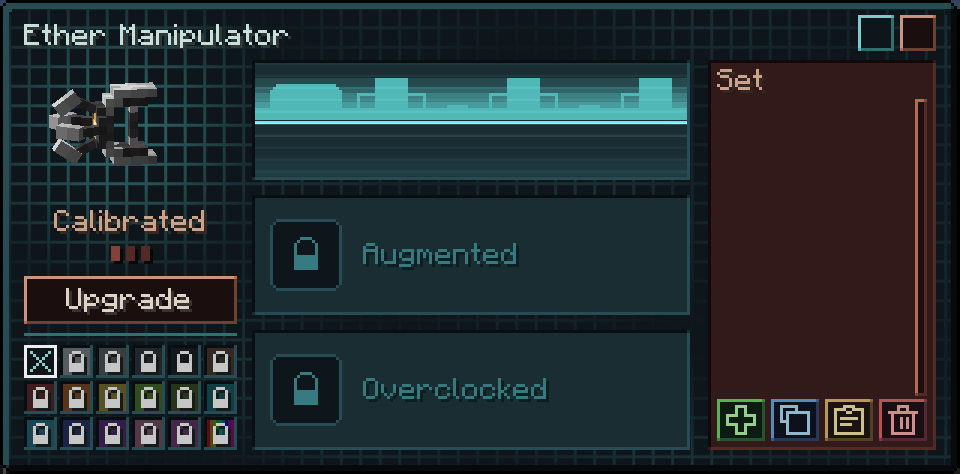 Ether Manipulator
Set
Calibrated
Upgrade
Augmented
Overclocked